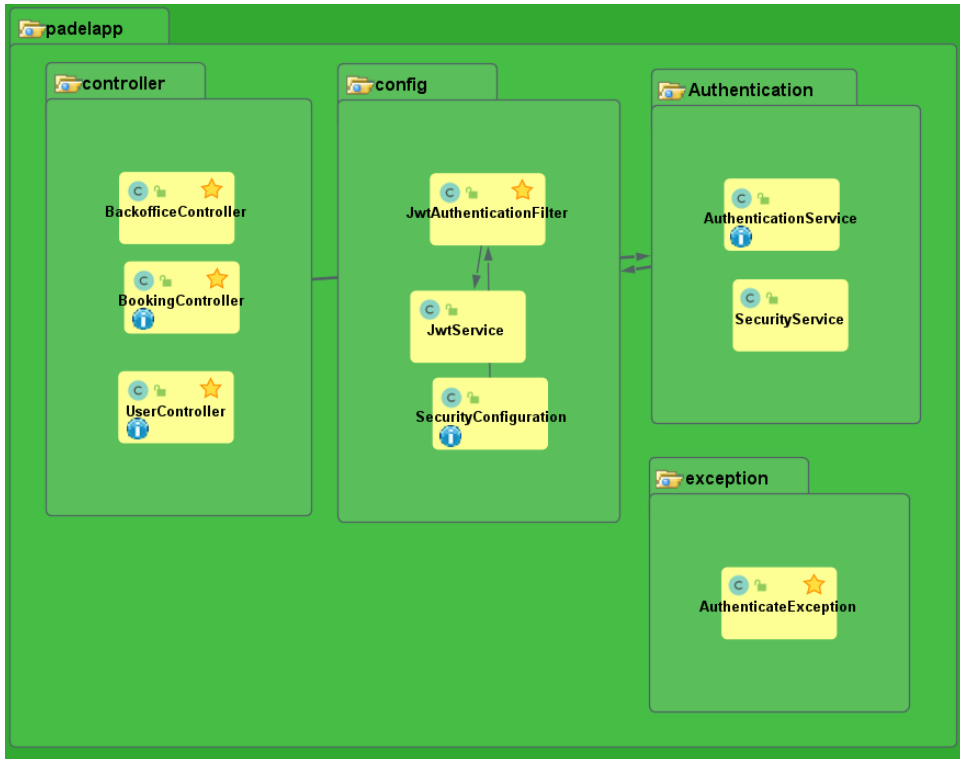 padelapp
controller
BackofficeController
BookingController
UserController
config
JwtAuthenticationFilter
JwtService
SecurityConfiguration
Authentication
AuthenticationService
SecurityService
exception
AuthenticateException